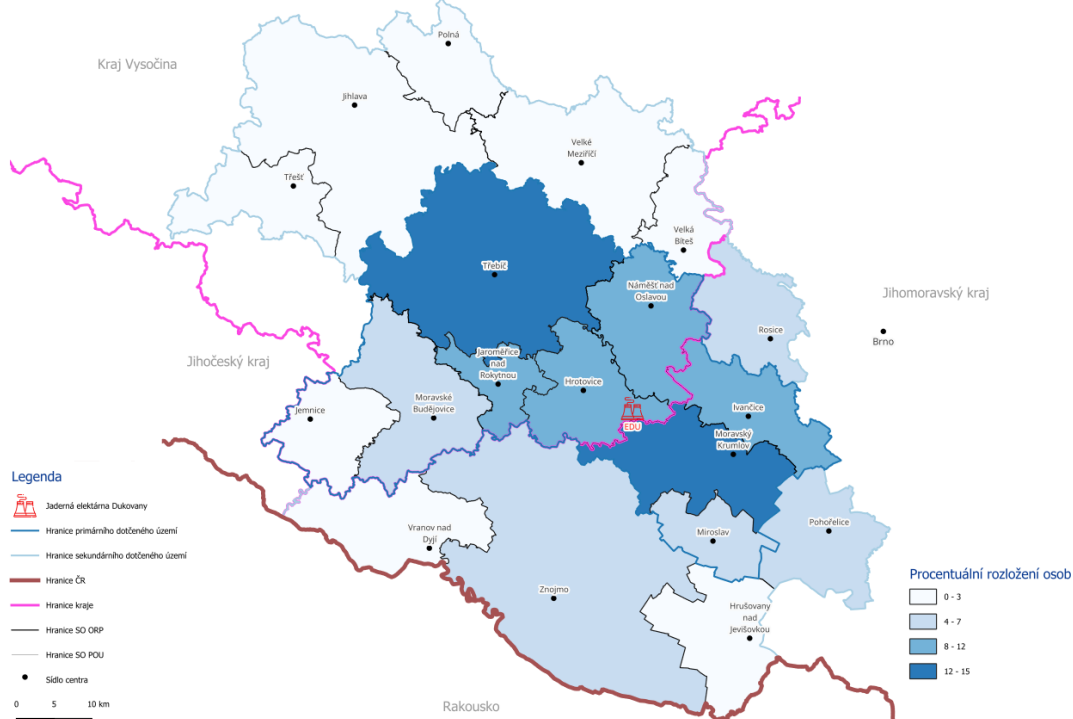 Polná
Kraj Vysočina
Jihlava
Velké
Meziříčí
Třešť
Velká
Bíteš
Třebíč
Náměšť nad
Oslavou
Jihomoravský kraj
Rosice
Brno
Jihočeský kraj
Jaroměřice
nad
Rokytnou
Hrotovice
Moravské
Budějovice
Jemnice
Ivančice
EDU
Moravský
Krumlov
Pohořelice
Vranov nad
Dyjí
Miroslav
Znojmo
Hrušovany
nad
Jevišovkou
Rakousko
Legenda
Jaderná elektárna Dukovany
Hranice primárního dotčeného území
Hranice sekundárního dotčeného území
Hranice ČR
Hranice kraje
Hranice SO ORP
Hranice SO POU
Sídlo centra
0 5 10 km
Procentuální rozložení osob
0 - 3
4 - 7
8 - 12
12 - 15